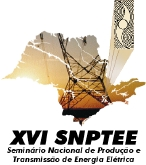 XVI SNPTEE
Seminário Nacional de Produção e
Transmissão de Energia Elétrica